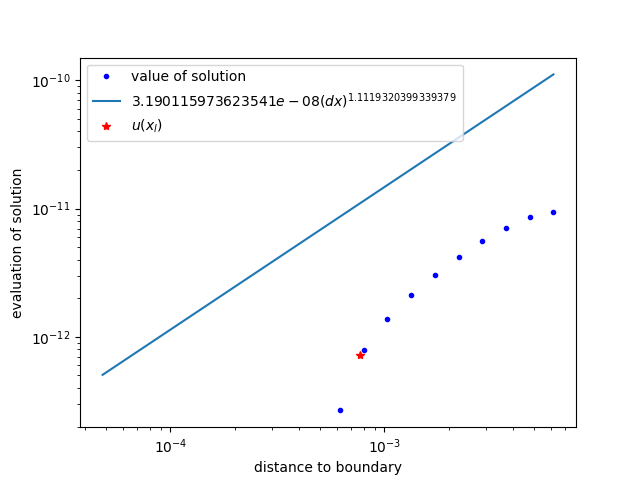 value of solution
3.190115973623541e − 08(dx)^1.1119320399339379
u(x_l)
10^−10
10^−11
10^−12
evaluation of solution
10^−4
10^−3
distance to boundary